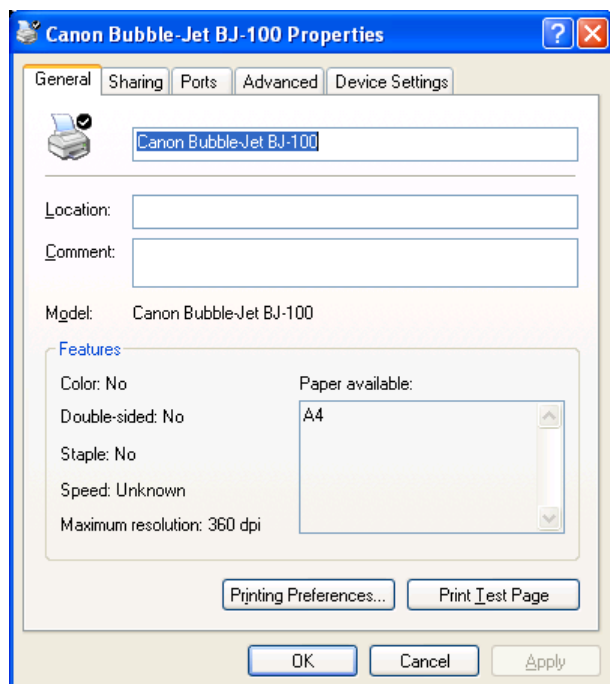 Canon Bubble-Jet BJ-100 Properties
General Sharing Ports Advanced Device Settings
Canon Bubble-Jet BJ-100
Location:
Comment:
Model: Canon Bubble-Jet BJ-100
Features
Color: No Paper available:
Double-sided: No A4
Staple: No
Speed: Unknown
Maximum resolution: 360 dpi
Printing Preferences... Print Test Page
OK Cancel Apply